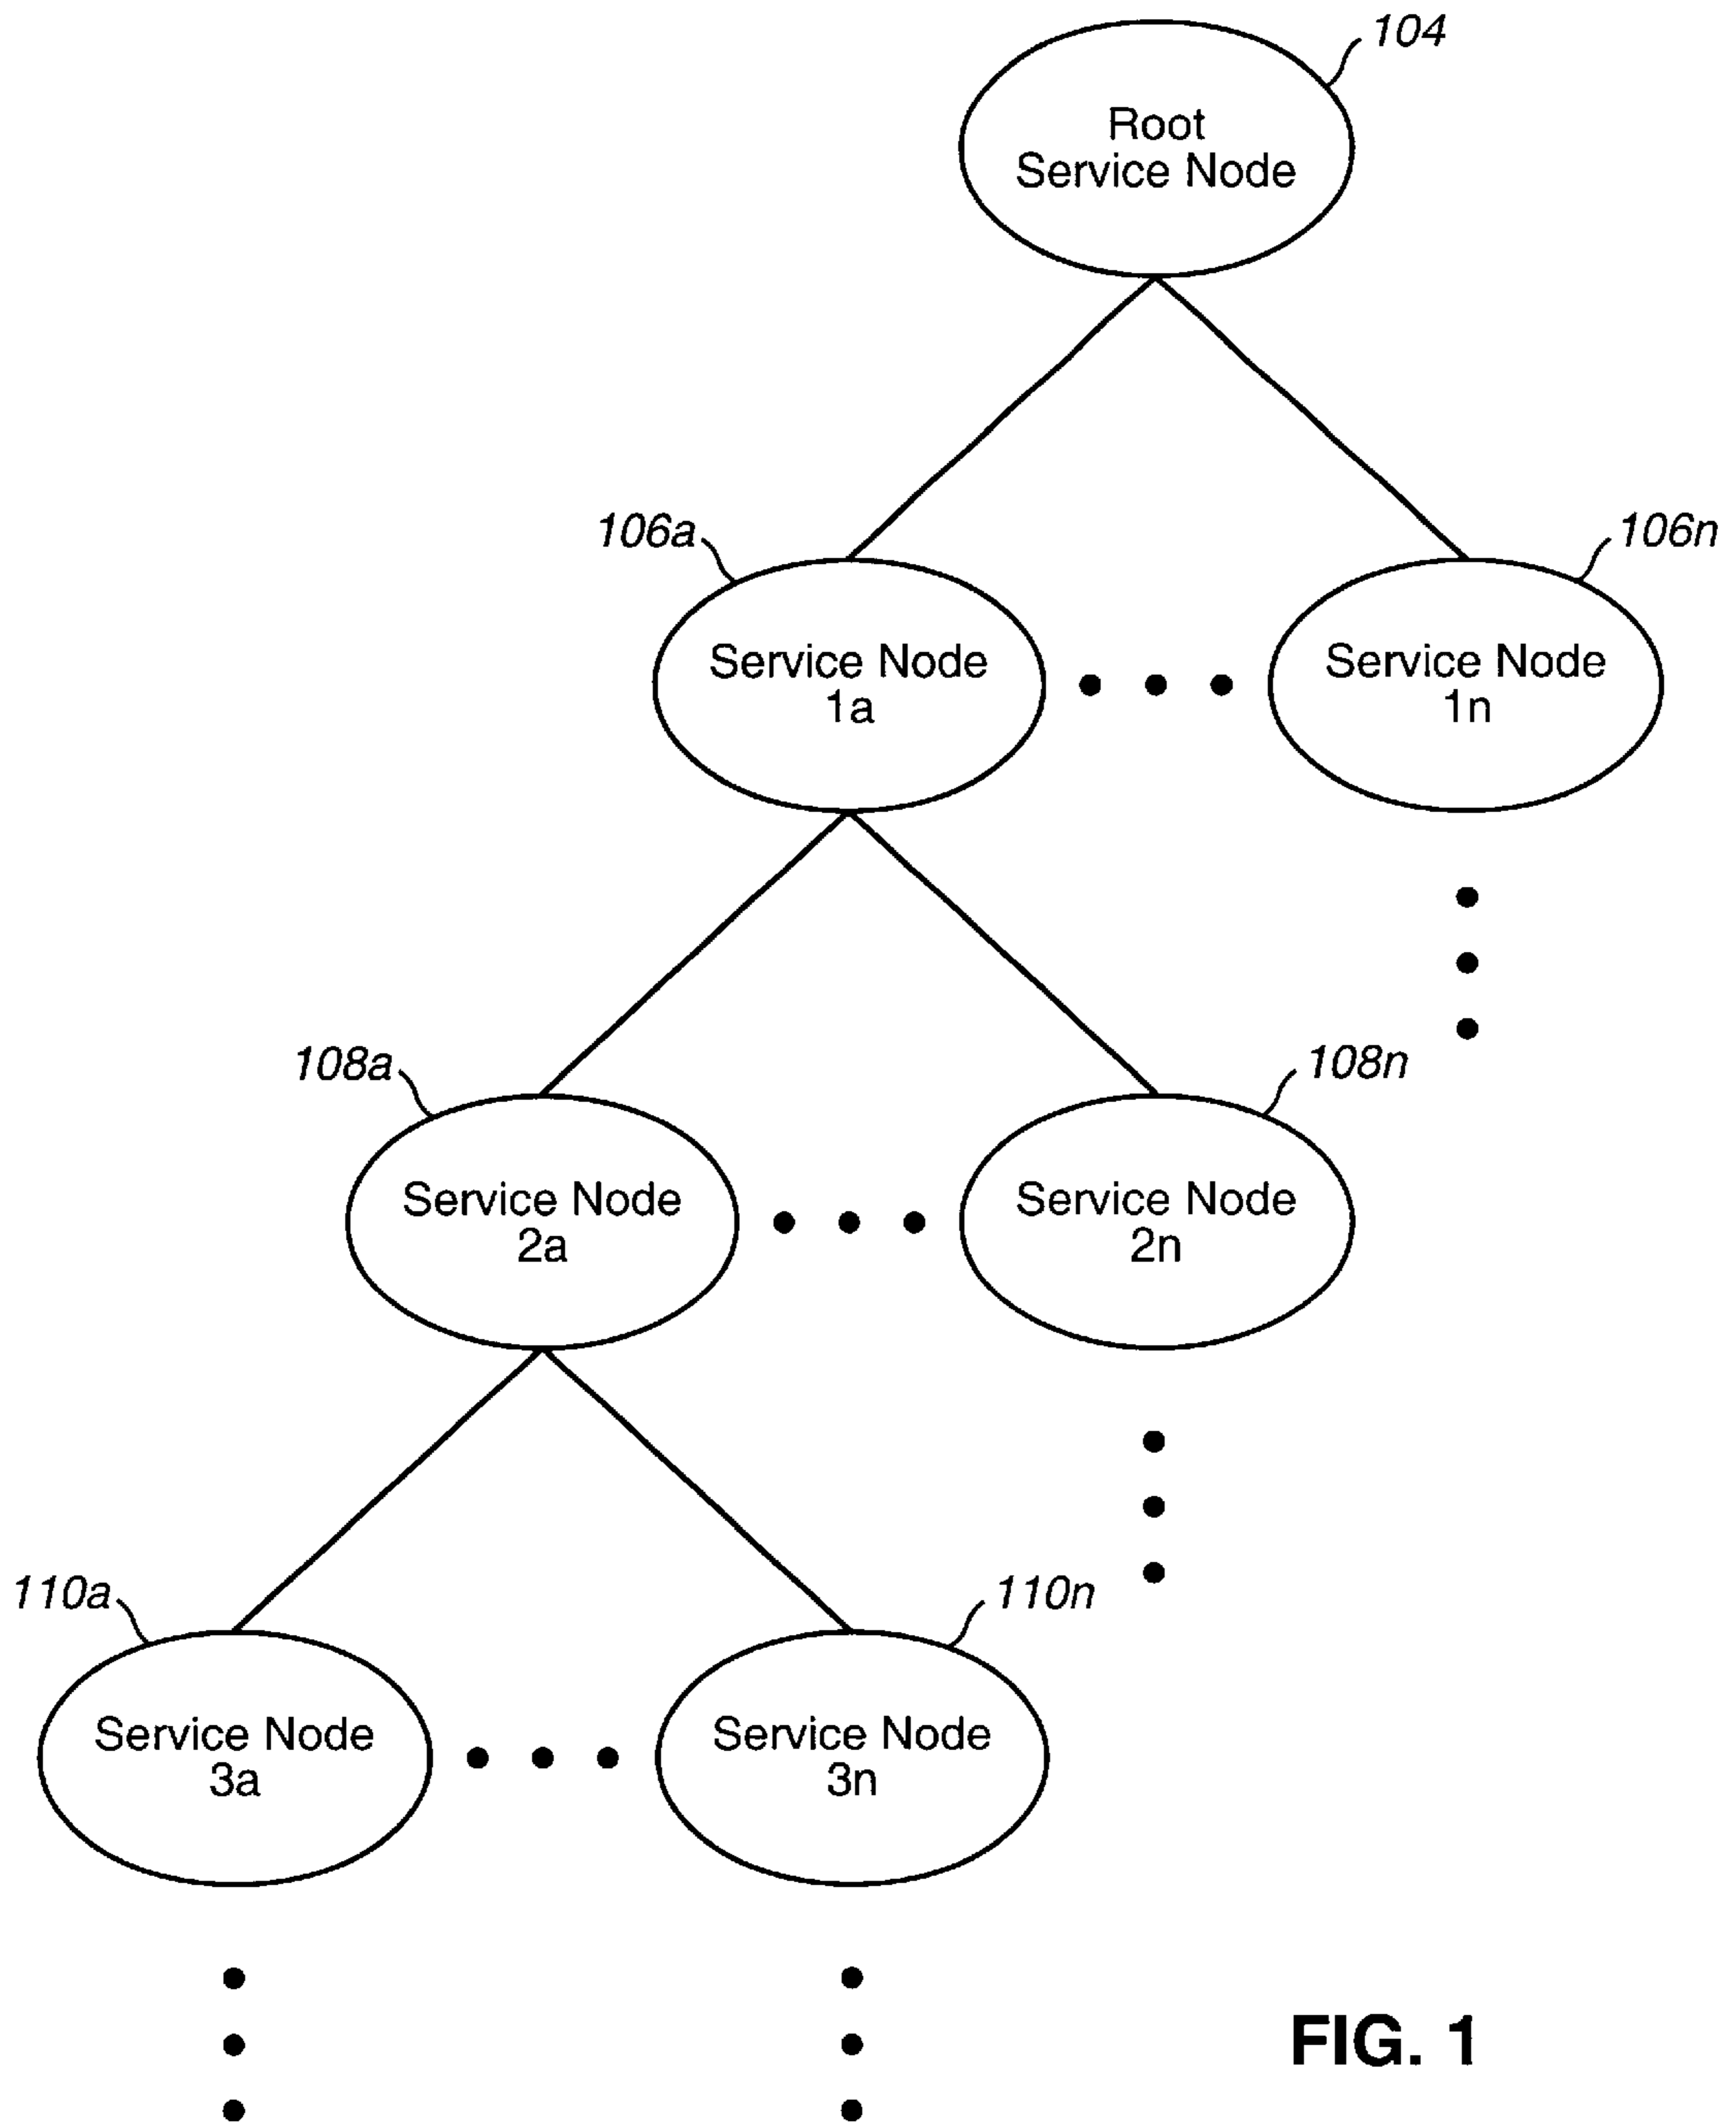 104
Root
Service Node
106a
106n
Service Node
1a
Service Node
1n
108a
108n
Service Node
2a
Service Node
2n
110a
110n
Service Node
3a
Service Node
3n
FIG. 1